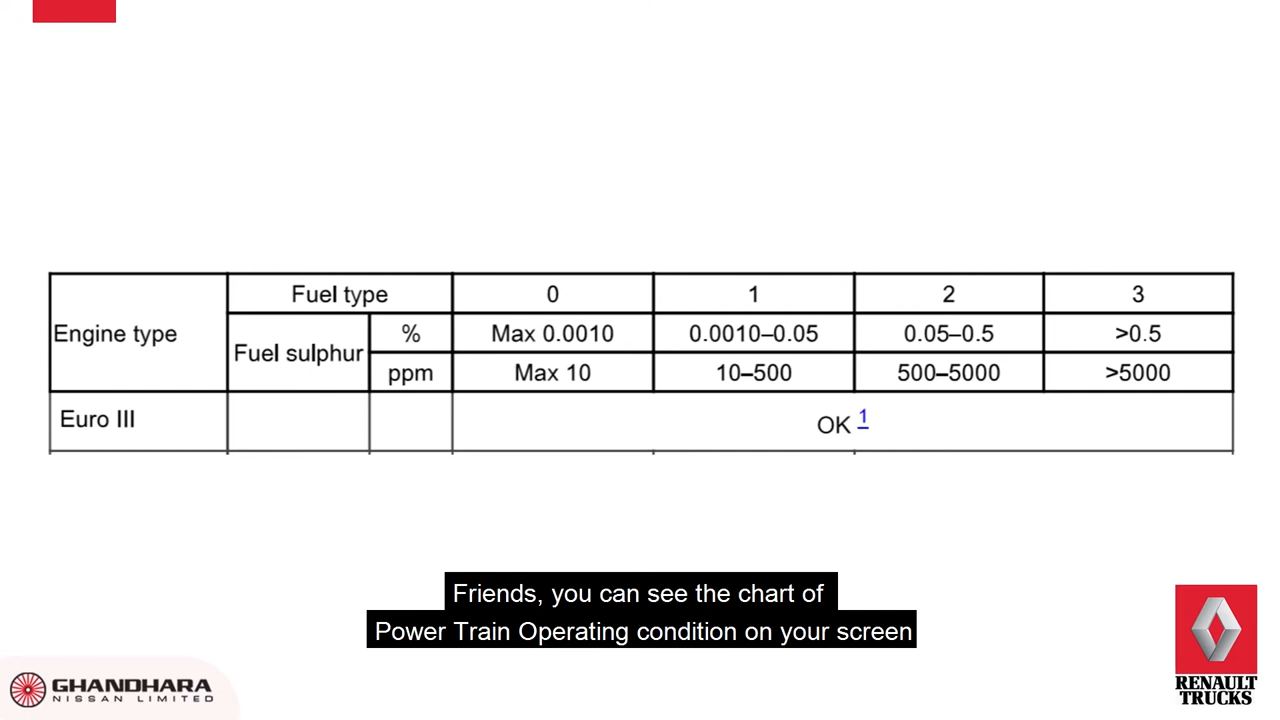 Engine type Fuel type 0 1 2 3
Fuel sulphur % Max 0.0010 0.0010–0.05 0.05–0.5 >0.5
ppm Max 10 10–500 500–5000 >5000
Euro III OK 1
Friends, you can see the chart of
Power Train Operating condition on your screen
GHANDHARA
NISSAN LIMITED
RENAULT
TRUCKS